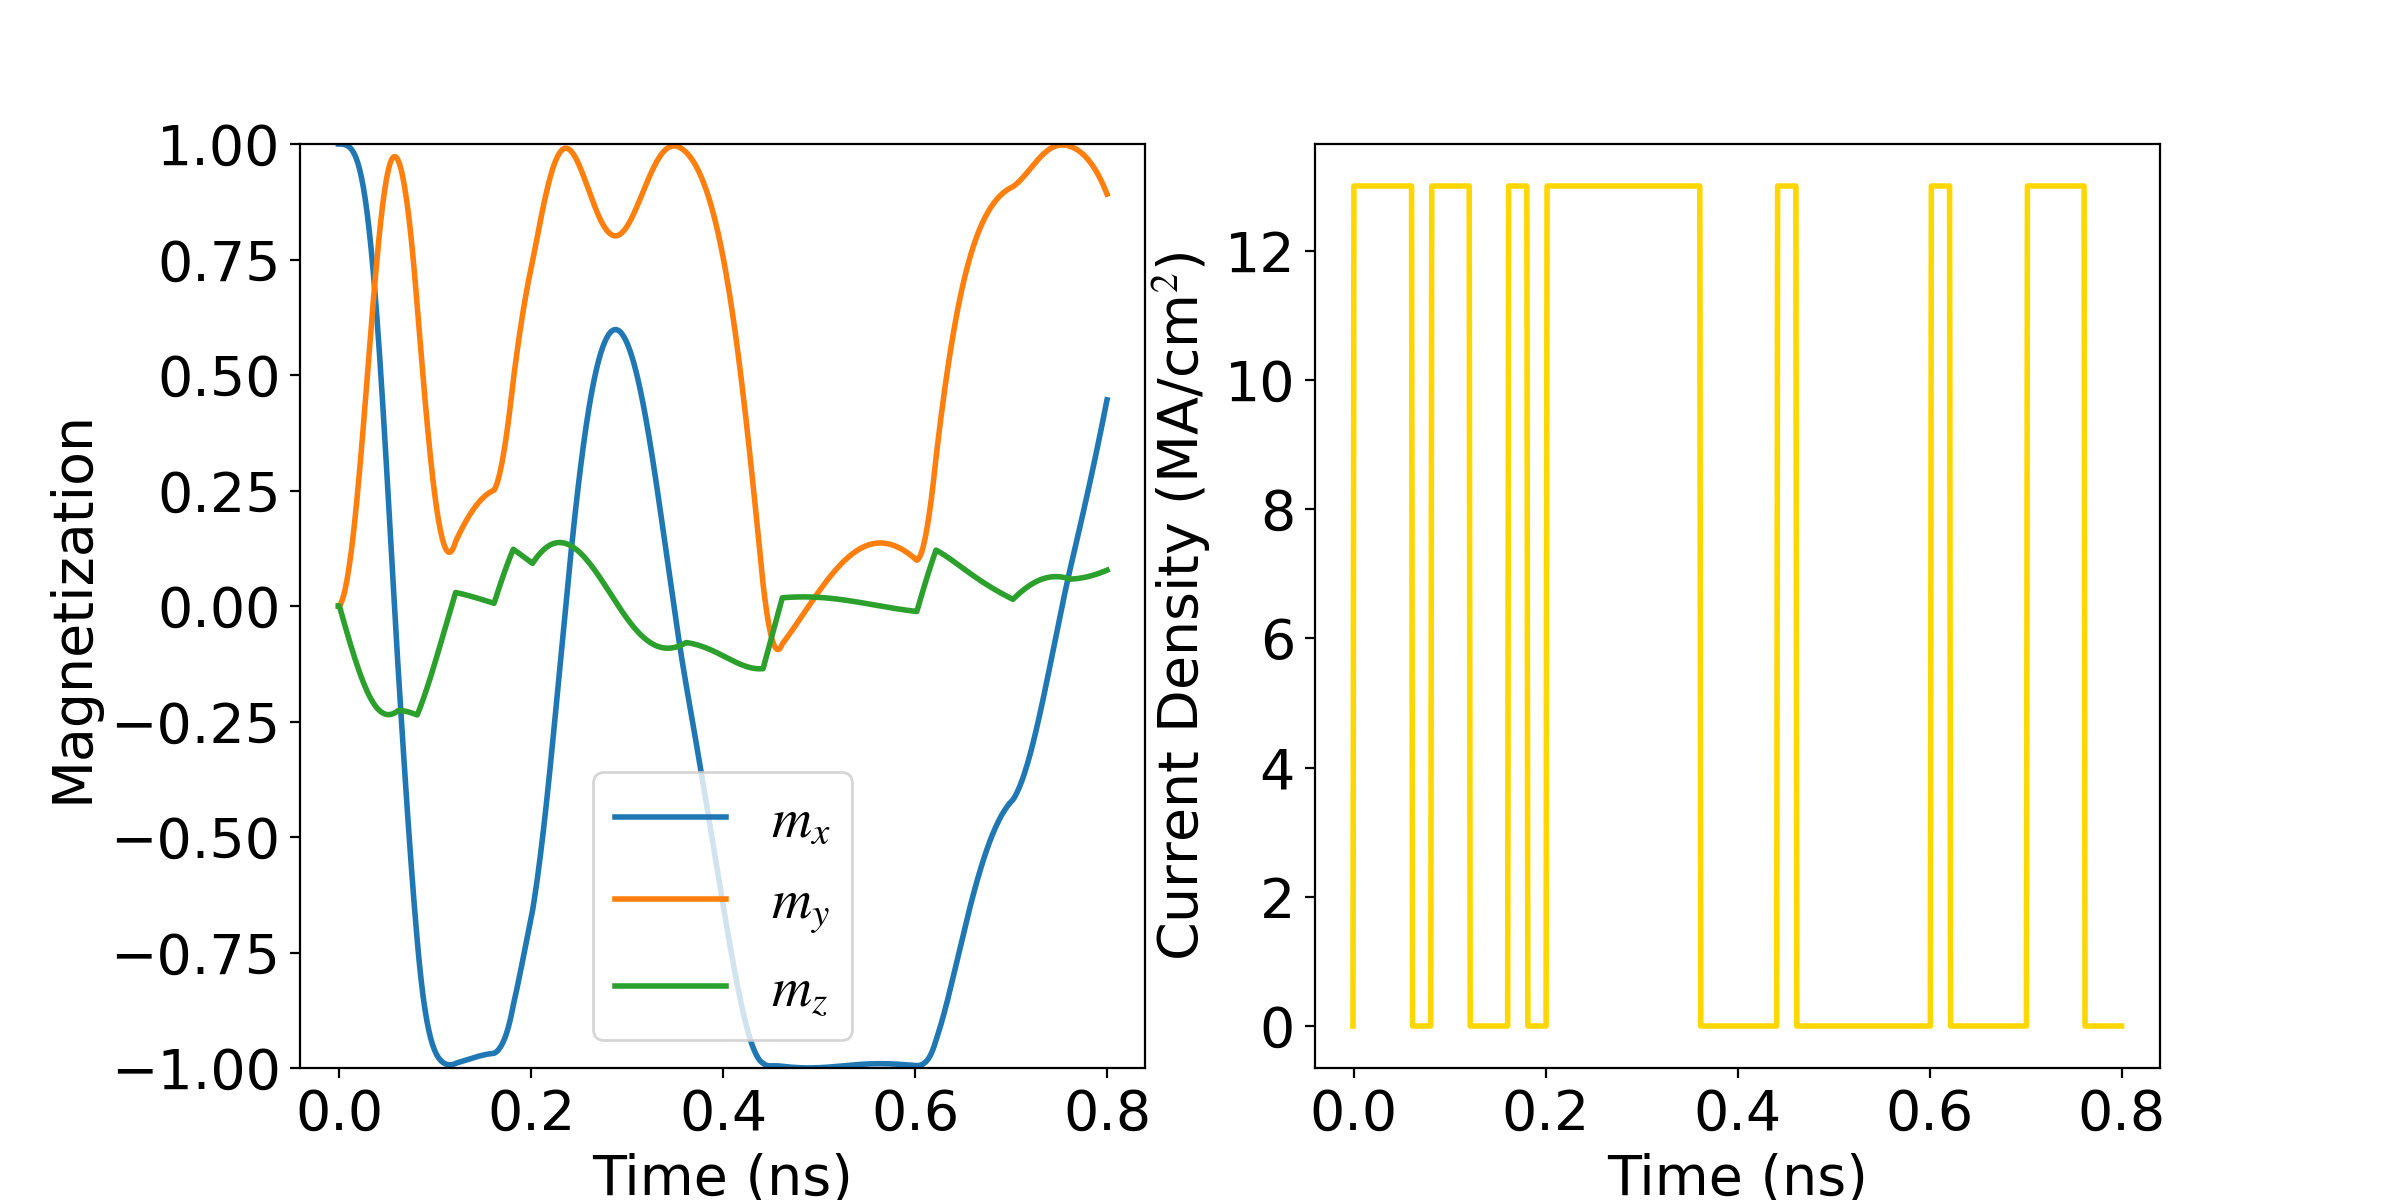 Magnetization
1.00
0.75
0.50
0.25
0.00
−0.25
−0.50
−0.75
−1.00
0.0 0.2 0.4 0.6 0.8
Time (ns)
m_x
m_y
m_z
Current Density (MA/cm²)
12
10
8
6
4
2
0
0.0 0.2 0.4 0.6 0.8
Time (ns)